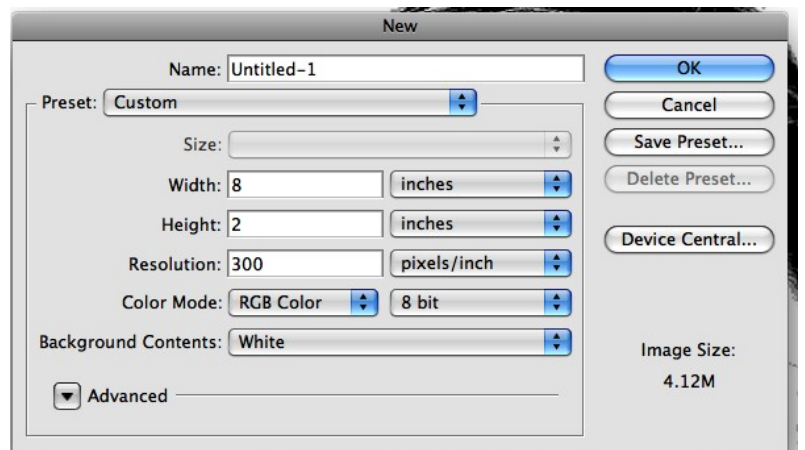 New
Name: Untitled-1
OK
Preset: Custom
Cancel
Size:
Save Preset...
Width: 8 inches
Delete Preset...
Height: 2 inches
Device Central...
Resolution: 300 pixels/inch
Color Mode: RGB Color 8 bit
Background Contents: White
Image Size:
4.12M
Advanced